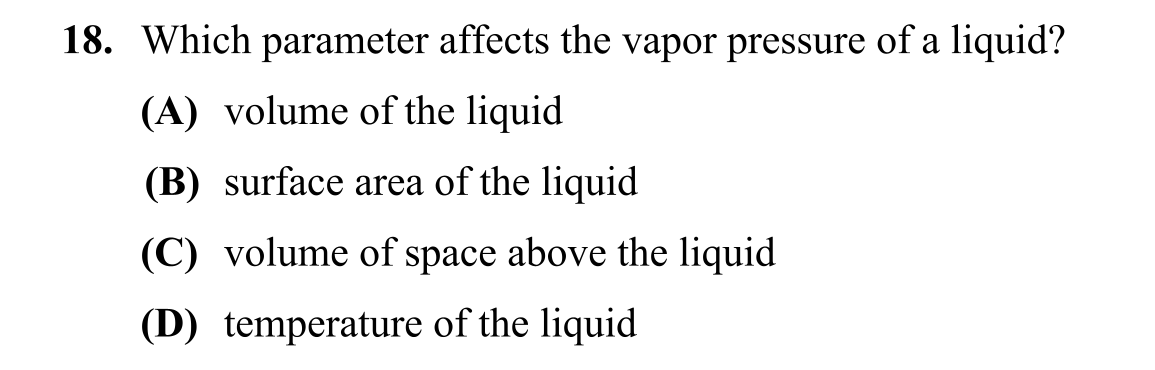 18. Which parameter affects the vapor pressure of a liquid?
(A) volume of the liquid
(B) surface area of the liquid
(C) volume of space above the liquid
(D) temperature of the liquid